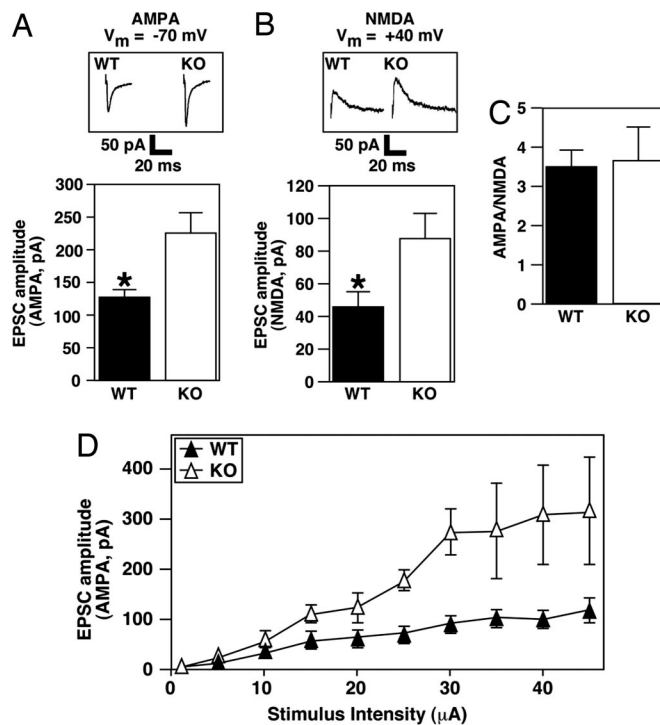 A
AMPA
Vm = -70 mV
WT KO
50 pA
20 ms
300
250
200
150
100
50
0
EPSC amplitude
(AMPA, pA)
*
WT KO
B
NMDA
Vm = +40 mV
WT KO
50 pA
20 ms
120
100
80
60
40
20
0
EPSC amplitude
(NMDA, pA)
*
WT KO
C
5
4
3
2
1
0
AMPA/NMDA
WT KO
D
WT
KO
400
300
200
100
0
EPSC amplitude
(AMPA, pA)
0 10 20 30 40
Stimulus Intensity (μA)